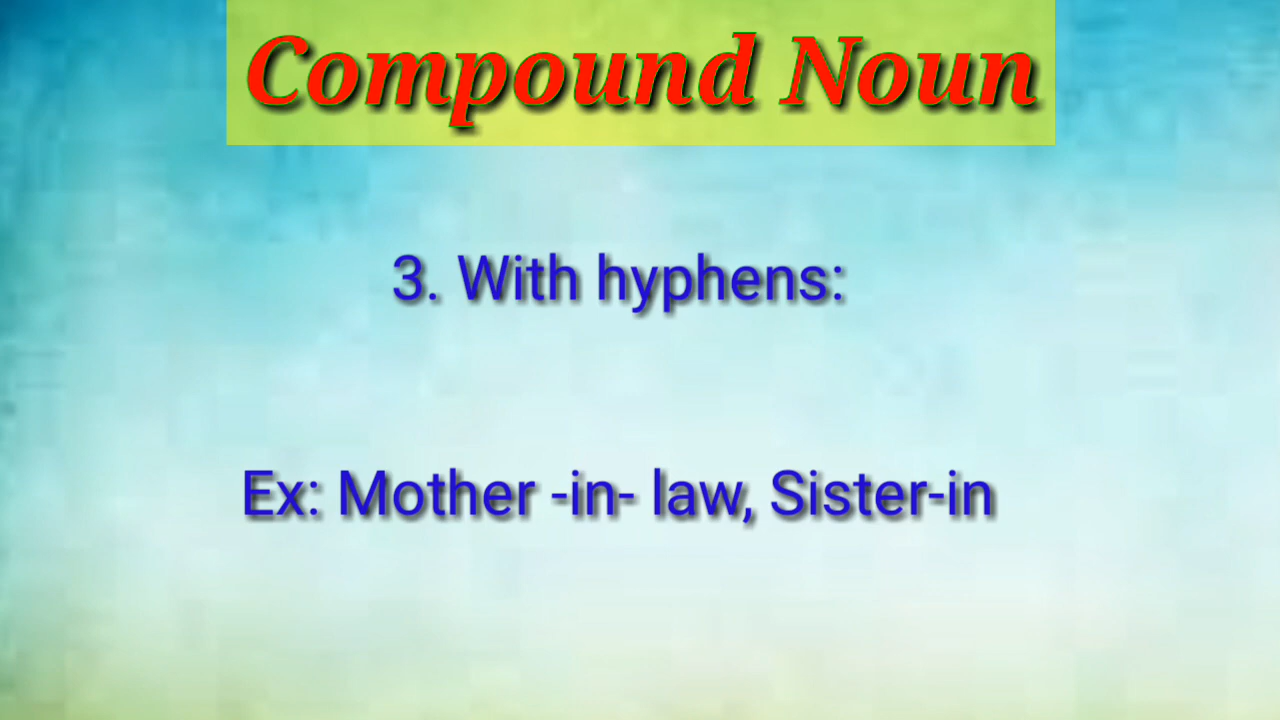 Compound Noun
3. With hyphens:
Ex: Mother -in- law, Sister-in